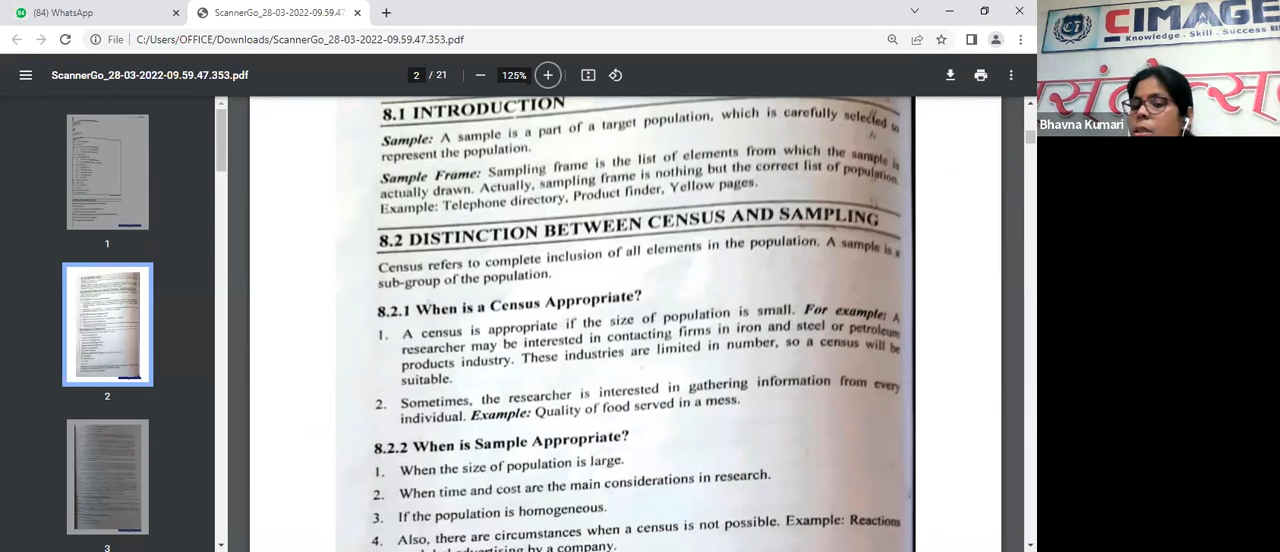 (84) WhatsApp
ScannerGo_28-03-2022-09.59.47
File
C:/Users/OFFICE/Downloads/ScannerGo_28-03-2022-09.59.47.353.pdf
ScannerGo_28-03-2022-09.59.47.353.pdf
2 / 21
125%
1
2
3
8.1 INTRODUCTION
Sample: A sample is a part of a target population, which is carefully selected to
represent the population.
Sample Frame: Sampling frame is the list of elements from which the sample is
actually drawn. Actually, sampling frame is nothing but the correct list of population.
Example: Telephone directory, Product finder, Yellow pages.
8.2 DISTINCTION BETWEEN CENSUS AND SAMPLING
Census refers to complete inclusion of all elements in the population. A sample is a
sub-group of the population.
8.2.1 When is a Census Appropriate?
1. A census is appropriate if the size of population is small. For example: A
researcher may be interested in contacting firms in iron and steel or petroleum
products industry. These industries are limited in number, so a census will be
suitable.
2. Sometimes, the researcher is interested in gathering information from every
individual. Example: Quality of food served in a mess.
8.2.2 When is Sample Appropriate?
1. When the size of population is large.
2. When time and cost are the main considerations in research.
3. If the population is homogeneous.
4. Also, there are circumstances when a census is not possible. Example: Reactions
advertising by a company.
CIMAGE
Knowledge . Skill . Success
Bhavna Kumari